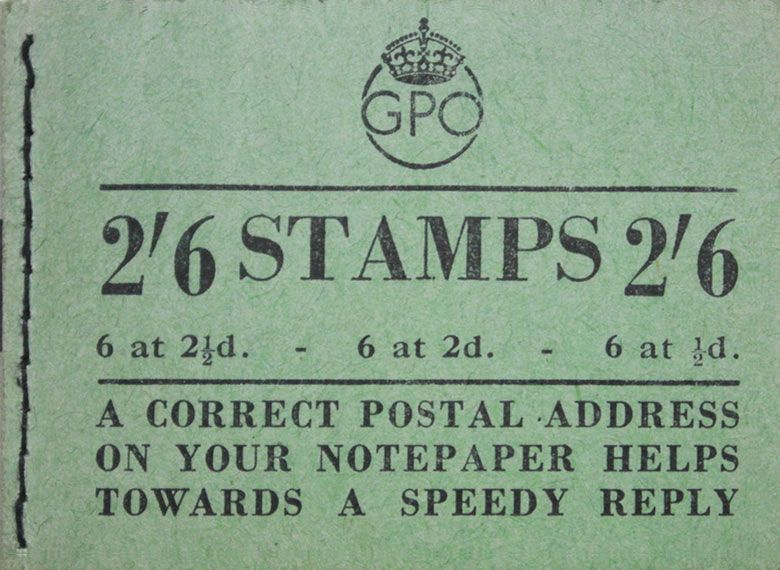 GPO
2'6 STAMPS 2'6
6 at 2½d. - 6 at 2d. - 6 at ½d.
A CORRECT POSTAL ADDRESS
ON YOUR NOTEPAPER HELPS
TOWARDS A SPEEDY REPLY